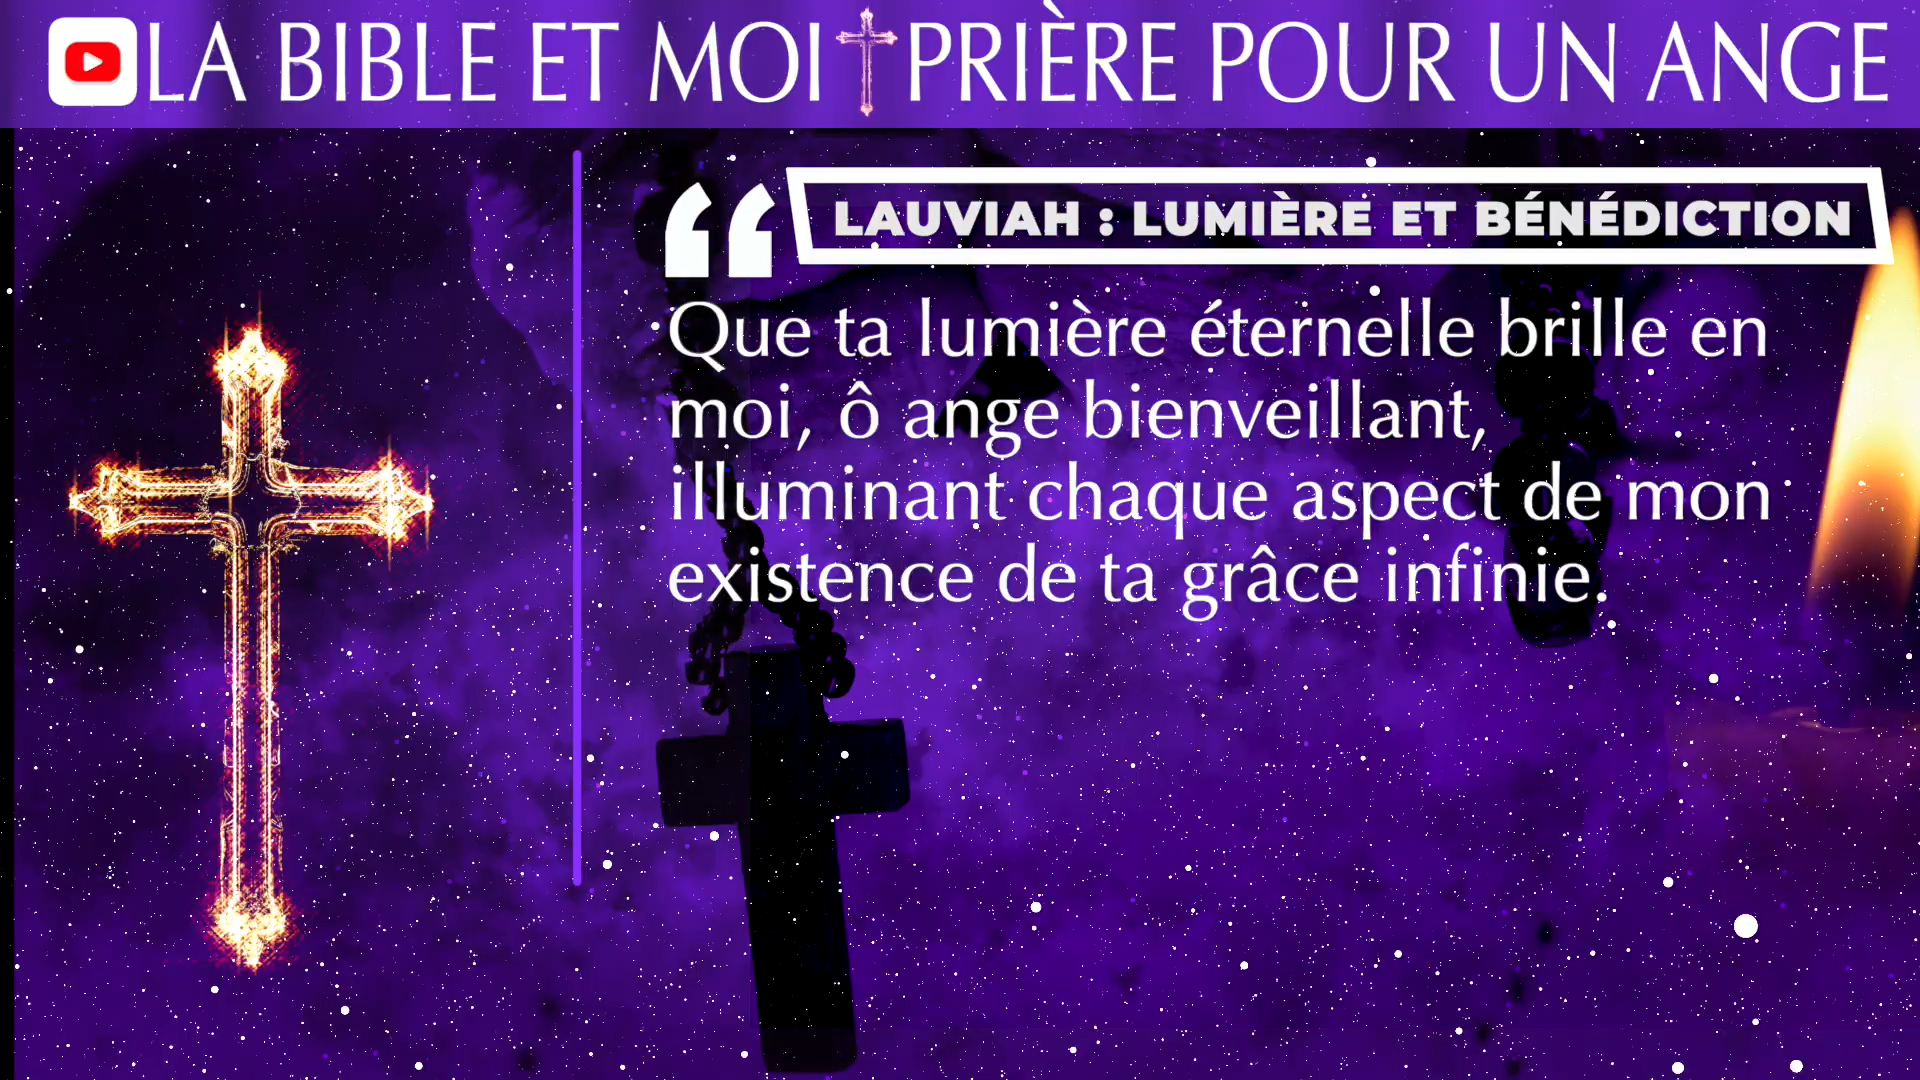 LA BIBLE ET MOI PRIÈRE POUR UN ANGE
LAUVIAH : LUMIÈRE ET BÉNÉDICTION
“
Que ta lumière éternelle brille en
moi, ô ange bienveillant,
illuminant chaque aspect de mon
existence de ta grâce infinie.